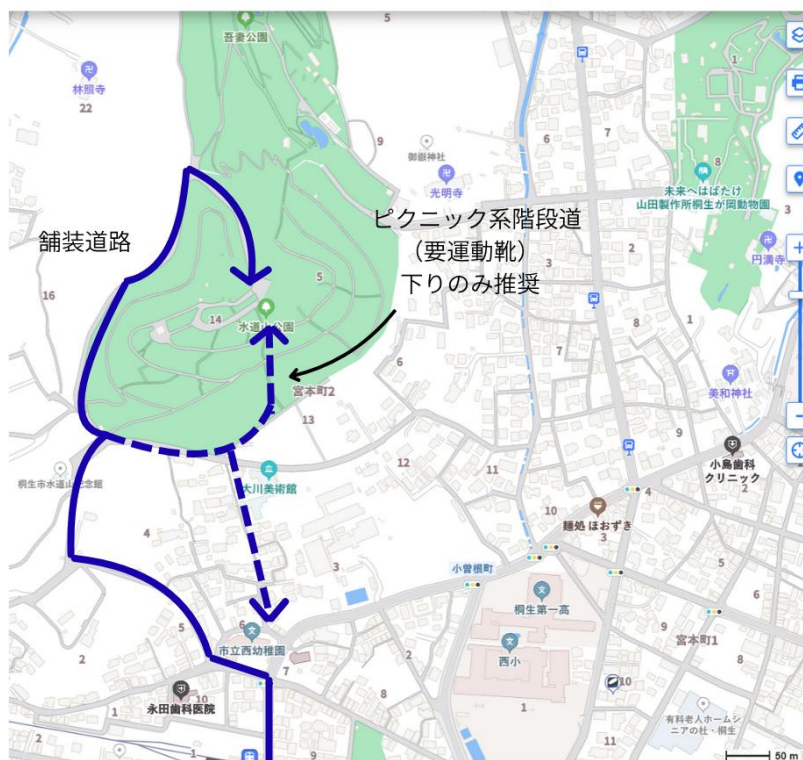 吾妻公園
5
1
林照寺
22
6
7
9
御嶽神社
光明寺
8
未来へはばたけ
山田製作所桐生が岡動物園
3
ピクニック系階段道
(要運動靴)
下りのみ推奨
舗装道路
円満寺
2
3
2
5
16
14
水道山公園
7
8
1
6
宮本町2
美和神社
13
9
小島歯科
クリニック
2
大川美術館
12
11
桐生市水道山記念館
10
4
麺処 ほおずき
3
4
小曽根町
5
6
3
桐生第一高
9
宮本町1
2
6
市立西幼稚園
5
西小
8
7
永田歯科医院
10
2
10
1
1
有料老人ホームシ
ニアの杜・桐生
1
8
9
11
50 m